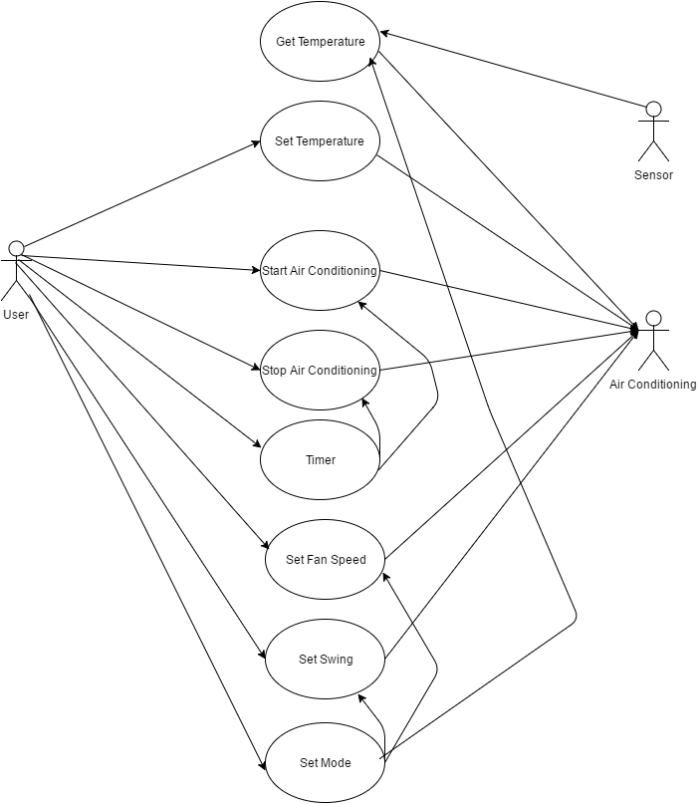 Get Temperature
Set Temperature
Sensor
Start Air Conditioning
User
Stop Air Conditioning
Air Conditioning
Timer
Set Fan Speed
Set Swing
Set Mode